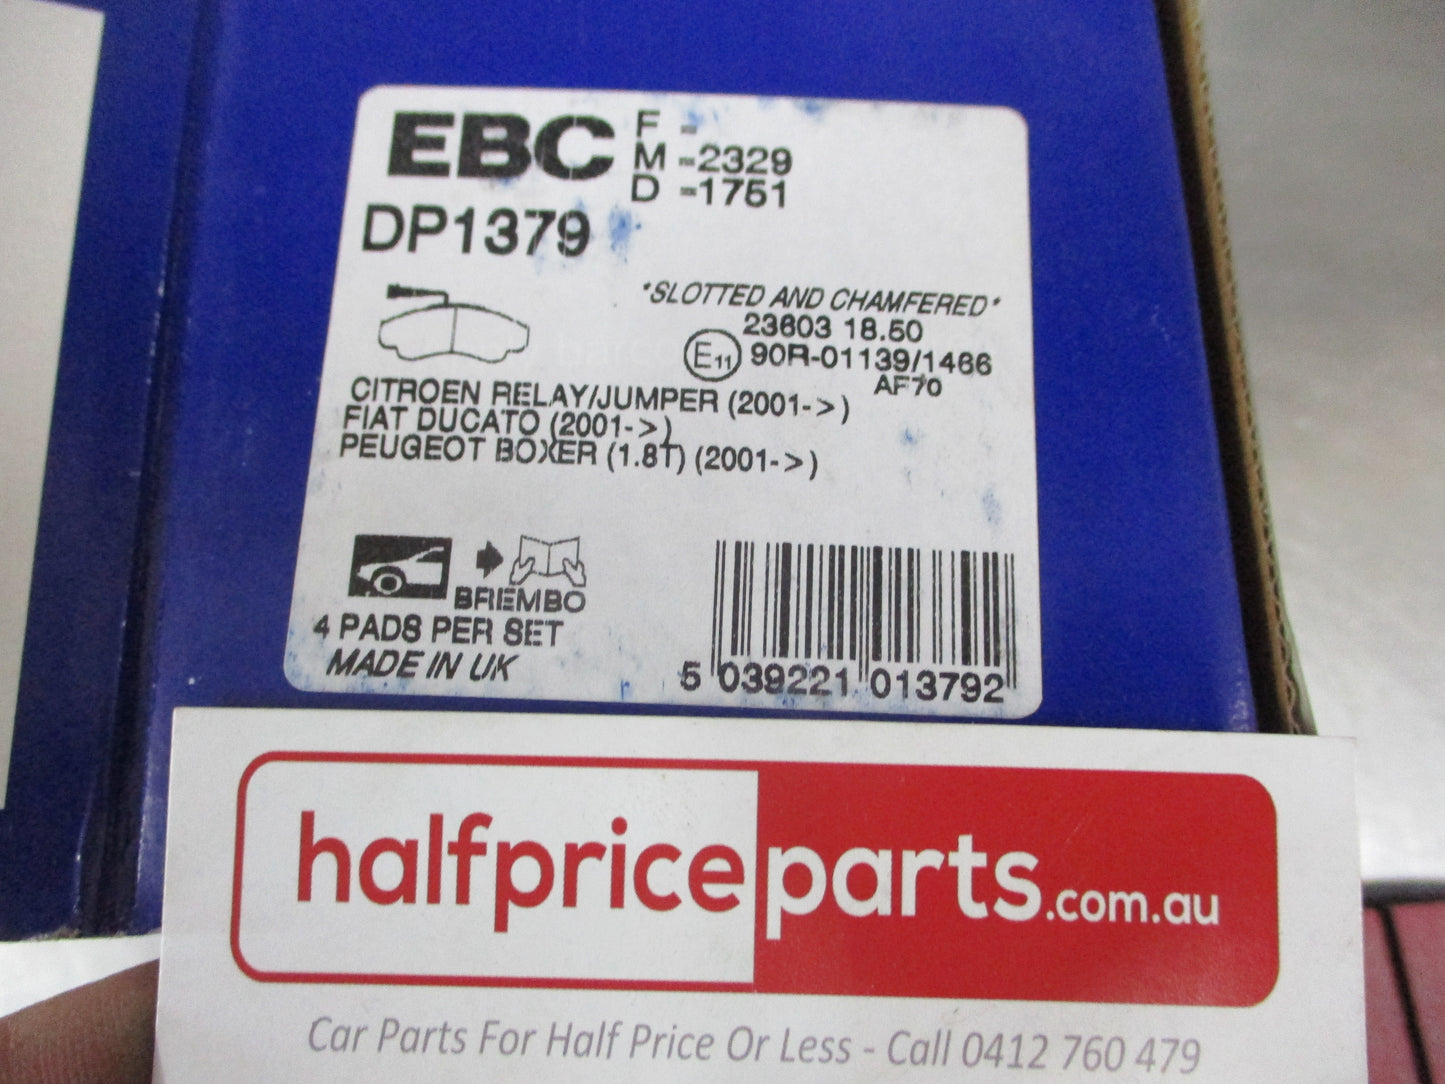 EBC
F -
M -2329
D -1751
DP1379
*SLOTTED AND CHAMFERED*
23603 18.50
E11 90R-01139/1466
AF70
CITROEN RELAY/JUMPER (2001->)
FIAT DUCATO (2001->)
PEUGEOT BOXER (1.8T) (2001->)
BREMBO
4 PADS PER SET
MADE IN UK
5 039221 013792
halfpriceparts.com.au
Car Parts For Half Price Or Less - Call 0412 760 479